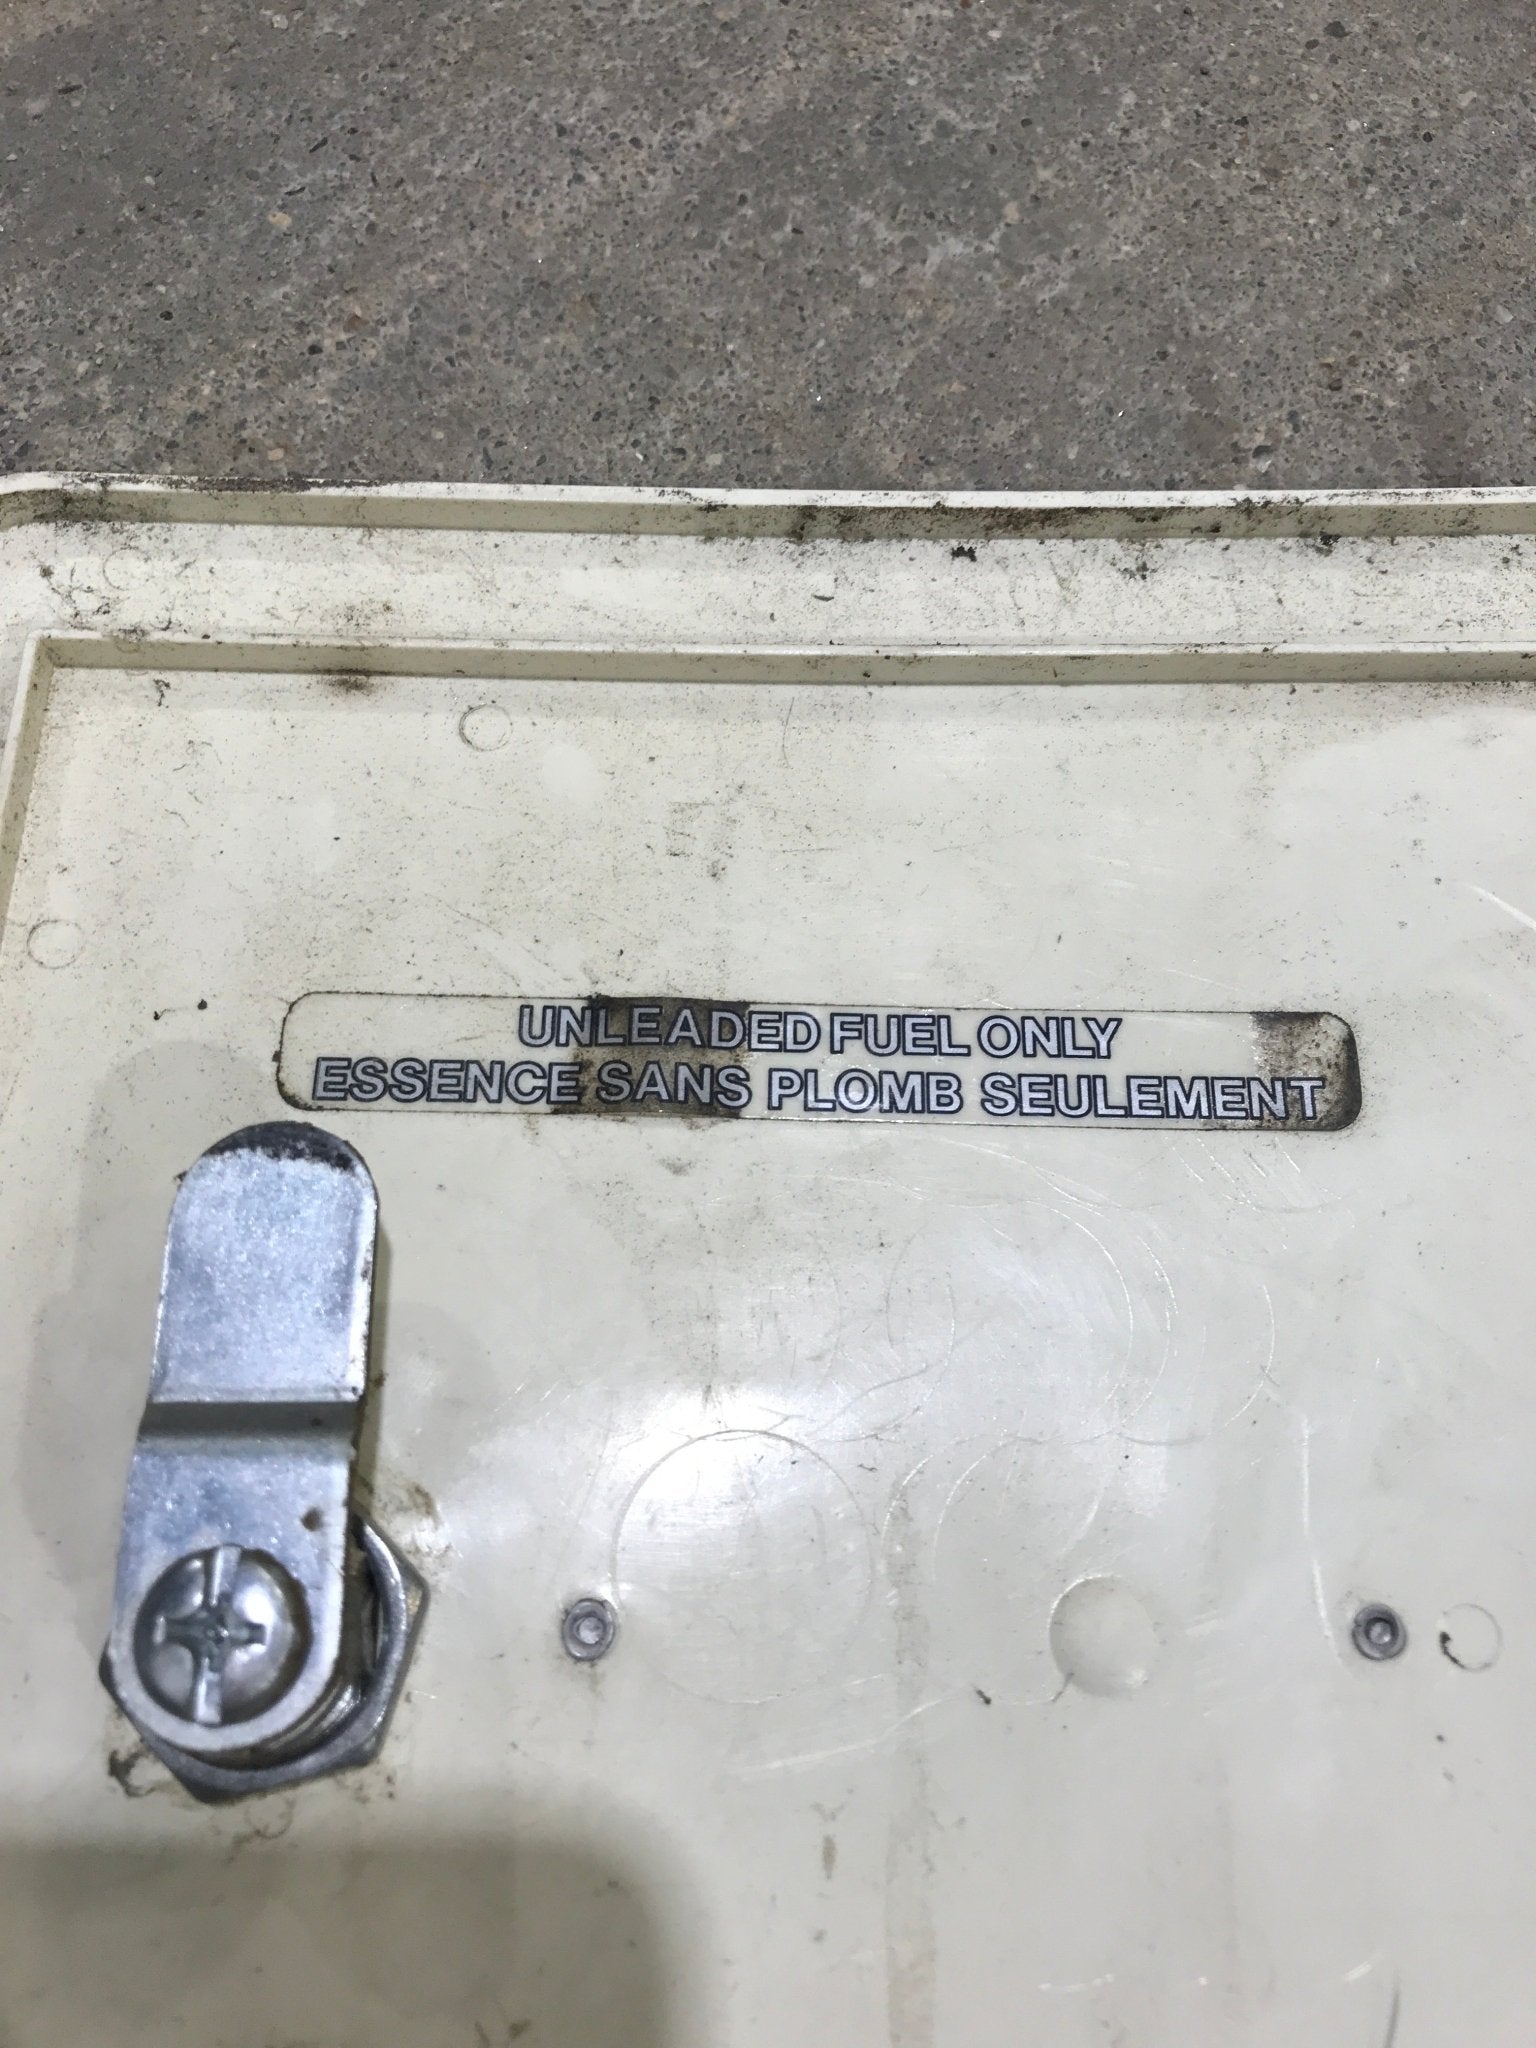 UNLEADED FUEL ONLY
ESSENCE SANS PLOMB SEULEMENT